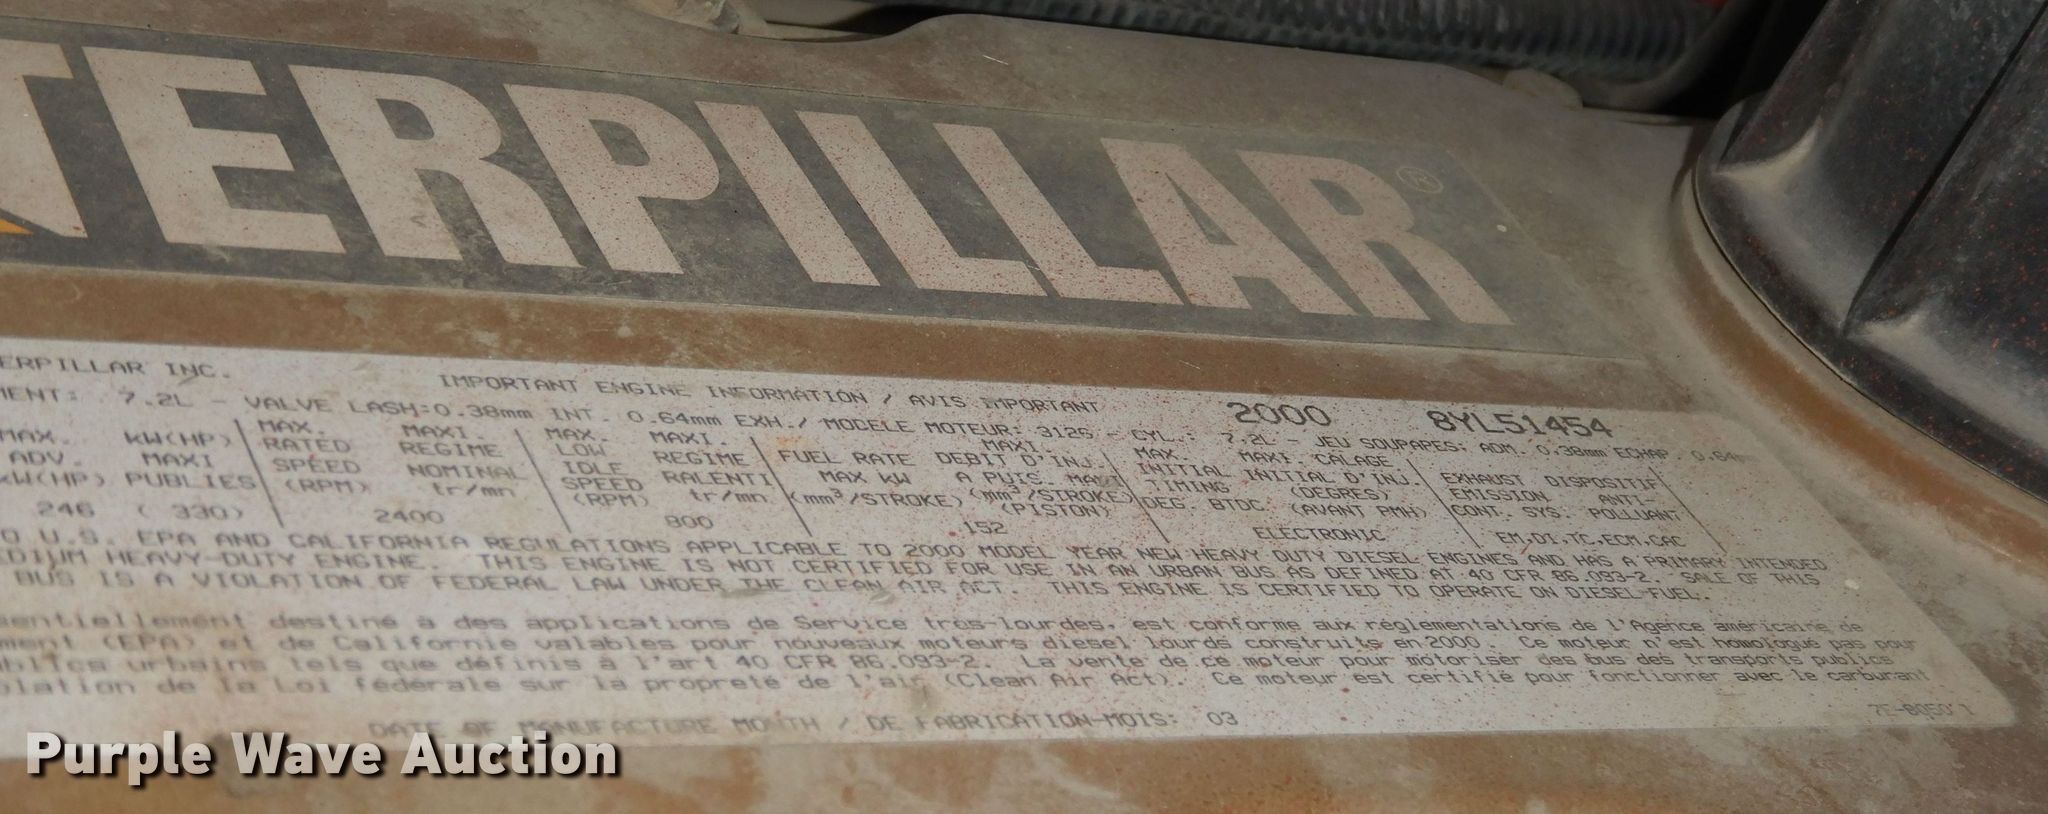 TERPILLAR®
ERPILLAR INC. IMPORTANT ENGINE INFORMATION / AVIS IMPORTANT 2000 8YL51454
MENT: 7.2L - VALVE LASH:0.38mm INT. 0.64mm EXH./ MODELE MOTEUR: 3126 - CYL.: 7.2L - JEU SOUPAPES: ADM. 0.38mm ECHAP. 0.64mm
MAX. kW(HP) MAX. MAXI. MAX. MAXI. MAXI. MAX. MAXI. CALAGE
ADV. MAXI RATED REGIME LOW REGIME FUEL RATE DEBIT D'INJ. INITIAL INITIAL D'INJ. EXHAUST DISPOSITIF
kW(HP) PUBLIES SPEED NOMINAL IDLE RALENTI MAX kW A PUIS. MAXI TIMING (DEGRES) EMISSION ANTI-
(RPM) tr/mn SPEED tr/mn (mm³/STROKE) (mm³/STROKE) DEG. BTDC (AVANT PMH) CONT. SYS. POLLUANT
(RPM) (PISTON)
246 ( 330) 2400 800 152 ELECTRONIC EM,DI,TC,ECM,CAC
O U.S. EPA AND CALIFORNIA REGULATIONS APPLICABLE TO 2000 MODEL YEAR NEW HEAVY DUTY DIESEL ENGINES AND HAS A PRIMARY INTENDED
EDIUM HEAVY-DUTY ENGINE. THIS ENGINE IS NOT CERTIFIED FOR USE IN AN URBAN BUS AS DEFINED AT 40 CFR 86.093-2. SALE OF THIS
BUS IS A VIOLATION OF FEDERAL LAW UNDER THE CLEAN AIR ACT. THIS ENGINE IS CERTIFIED TO OPERATE ON DIESEL-FUEL.
sentiellement destiné à des applications de Service tros-lourdes, est conforme aux réglementations de l'Agence américaine de
ment (EPA) et de Californie valables pour nouveaux moteurs diesel lourds construits en 2000 . Ce moteur n'est homologué pas pour
ublics urbains tels que définis à l'art 40 CFR 86.093-2. La vente de ce moteur pour motoriser des bus des transports publics
olation de la Loi fédérale sur la propreté de l'air (Clean Air Act). Ce moteur est certifié pour fonctionner avec le carburant
DATE OF MANUFACTURE MONTH / DE FABRICATION-MOIS: 03
Purple Wave Auction